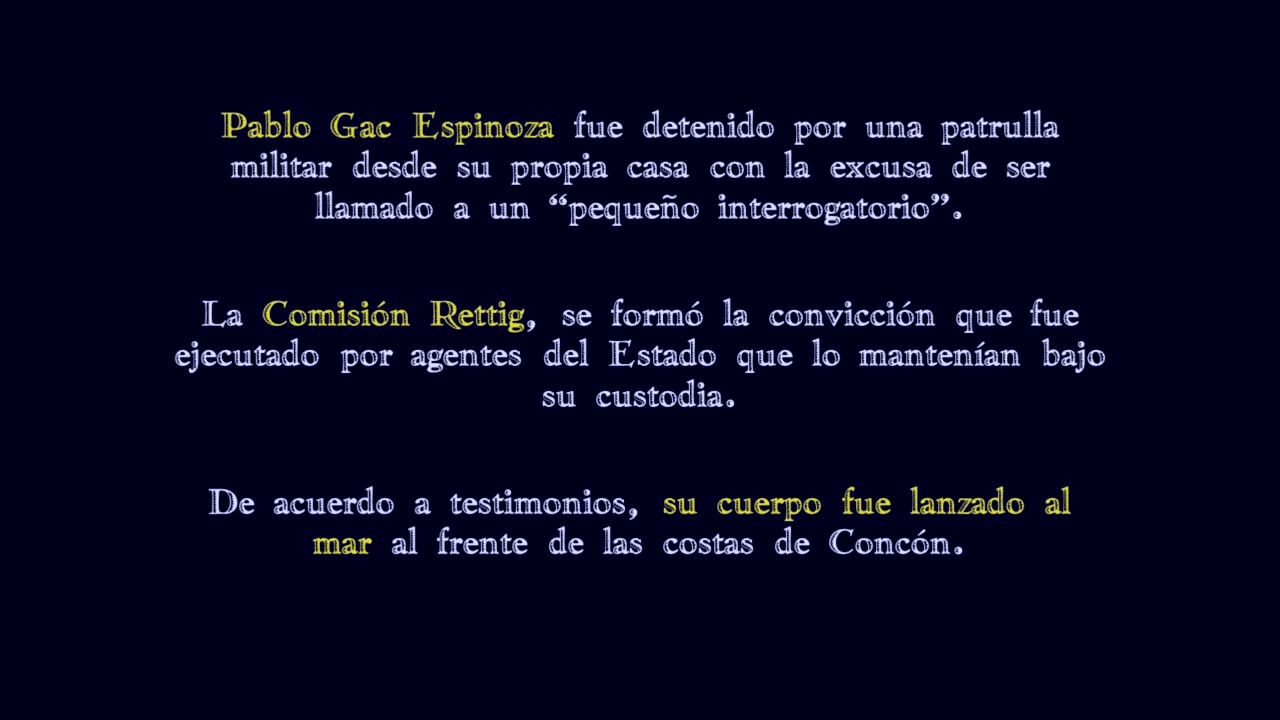 Pablo Gac Espinoza fue detenido por una patrulla
militar desde su propia casa con la excusa de ser
llamado a un “pequeño interrogatorio”.
La Comisión Rettig, se formó la convicción que fue
ejecutado por agentes del Estado que lo mantenían bajo
su custodia.
De acuerdo a testimonios, su cuerpo fue lanzado al
mar al frente de las costas de Concón.